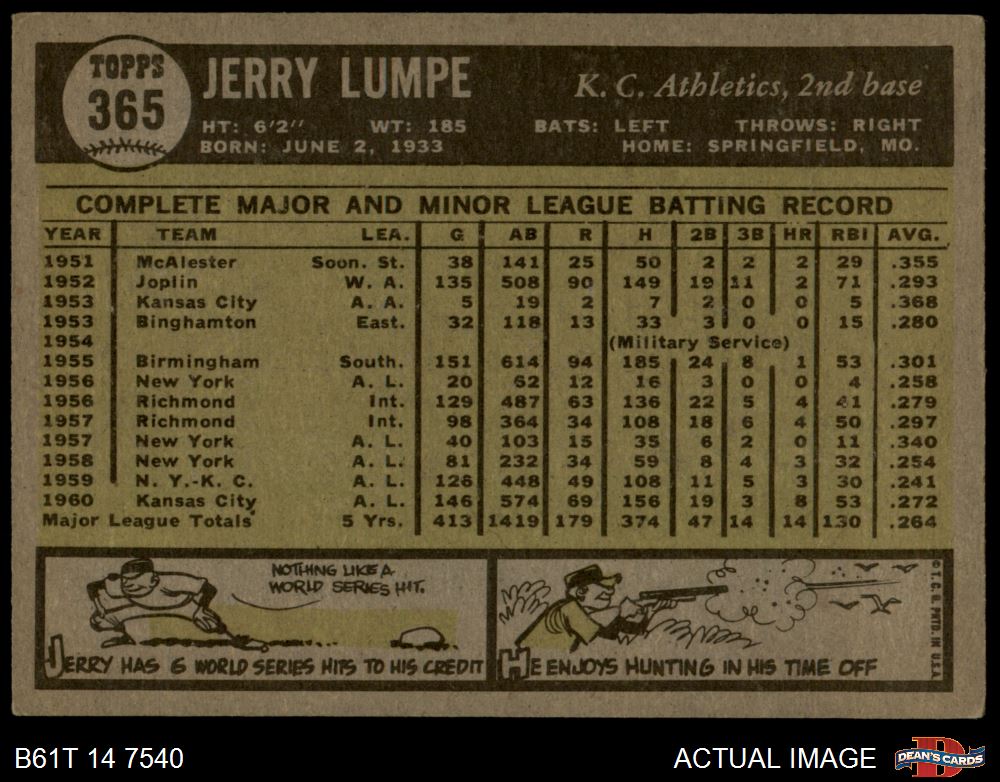 TOPPS
365
JERRY LUMPE
K. C. Athletics, 2nd base
HT: 6'2" WT: 185 BATS: LEFT THROWS: RIGHT
BORN: JUNE 2, 1933 HOME: SPRINGFIELD, MO.
COMPLETE MAJOR AND MINOR LEAGUE BATTING RECORD
YEAR TEAM LEA. G AB R H 2B 3B HR RBI AVG.
1951 McAlester Soon. St. 38 141 25 50 2 2 2 29 .355
1952 Joplin W. A. 135 508 90 149 19 11 2 71 .293
1953 Kansas City A. A. 5 19 2 7 2 0 0 5 .368
1953 Binghamton East. 32 118 13 33 3 0 0 15 .280
1954 (Military Service)
1955 Birmingham South. 151 614 94 185 24 8 1 53 .301
1956 New York A. L. 20 62 12 16 3 0 0 4 .258
1956 Richmond Int. 129 487 63 136 22 5 4 41 .279
1957 Richmond Int. 98 364 34 108 18 6 4 50 .297
1957 New York A. L. 40 103 15 35 6 2 0 11 .340
1958 New York A. L. 81 232 34 59 8 4 3 32 .254
1959 N. Y.-K. C. A. L. 126 448 49 108 11 5 3 30 .241
1960 Kansas City A. L. 146 574 69 156 19 3 8 53 .272
Major League Totals 5 Yrs. 413 1419 179 374 47 14 14 130 .264
NOTHING LIKE A
WORLD SERIES HIT.
JERRY HAS 6 WORLD SERIES HITS TO HIS CREDIT
HE ENJOYS HUNTING IN HIS TIME OFF
© T. C. G. PRTD. IN U.S.A.
B61T 14 7540
ACTUAL IMAGE
D
DEAN'S CARDS